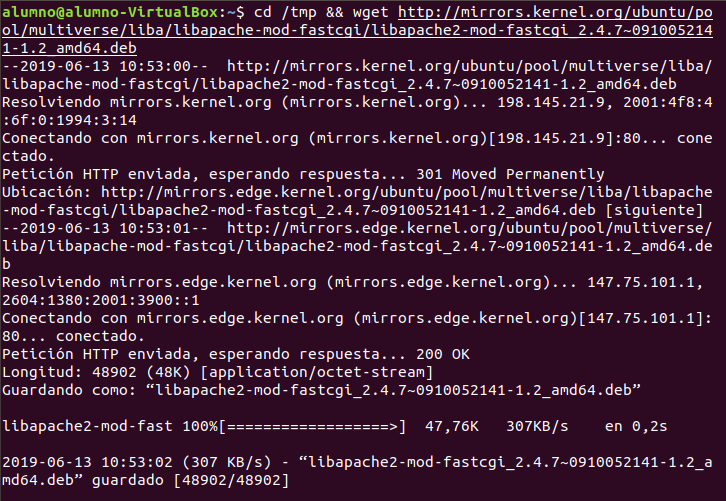 alumno@alumno-VirtualBox:~$ cd /tmp && wget http://mirrors.kernel.org/ubuntu/po
ol/multiverse/liba/libapache-mod-fastcgi/libapache2-mod-fastcgi_2.4.7~091005214
1-1.2_amd64.deb
--2019-06-13 10:53:00--  http://mirrors.kernel.org/ubuntu/pool/multiverse/liba/
libapache-mod-fastcgi/libapache2-mod-fastcgi_2.4.7~0910052141-1.2_amd64.deb
Resolviendo mirrors.kernel.org (mirrors.kernel.org)... 198.145.21.9, 2001:4f8:4
:6f:0:1994:3:14
Conectando con mirrors.kernel.org (mirrors.kernel.org)[198.145.21.9]:80... cone
ctado.
Petición HTTP enviada, esperando respuesta... 301 Moved Permanently
Ubicación: http://mirrors.edge.kernel.org/ubuntu/pool/multiverse/liba/libapache
-mod-fastcgi/libapache2-mod-fastcgi_2.4.7~0910052141-1.2_amd64.deb [siguiente]
--2019-06-13 10:53:01--  http://mirrors.edge.kernel.org/ubuntu/pool/multiverse/
liba/libapache-mod-fastcgi/libapache2-mod-fastcgi_2.4.7~0910052141-1.2_amd64.de
b
Resolviendo mirrors.edge.kernel.org (mirrors.edge.kernel.org)... 147.75.101.1,
2604:1380:2001:3900::1
Conectando con mirrors.edge.kernel.org (mirrors.edge.kernel.org)[147.75.101.1]:
80... conectado.
Petición HTTP enviada, esperando respuesta... 200 OK
Longitud: 48902 (48K) [application/octet-stream]
Guardando como: “libapache2-mod-fastcgi_2.4.7~0910052141-1.2_amd64.deb”
libapache2-mod-fast 100%[==================>]  47,76K   307KB/s    en 0,2s
2019-06-13 10:53:02 (307 KB/s) - “libapache2-mod-fastcgi_2.4.7~0910052141-1.2_a
md64.deb” guardado [48902/48902]